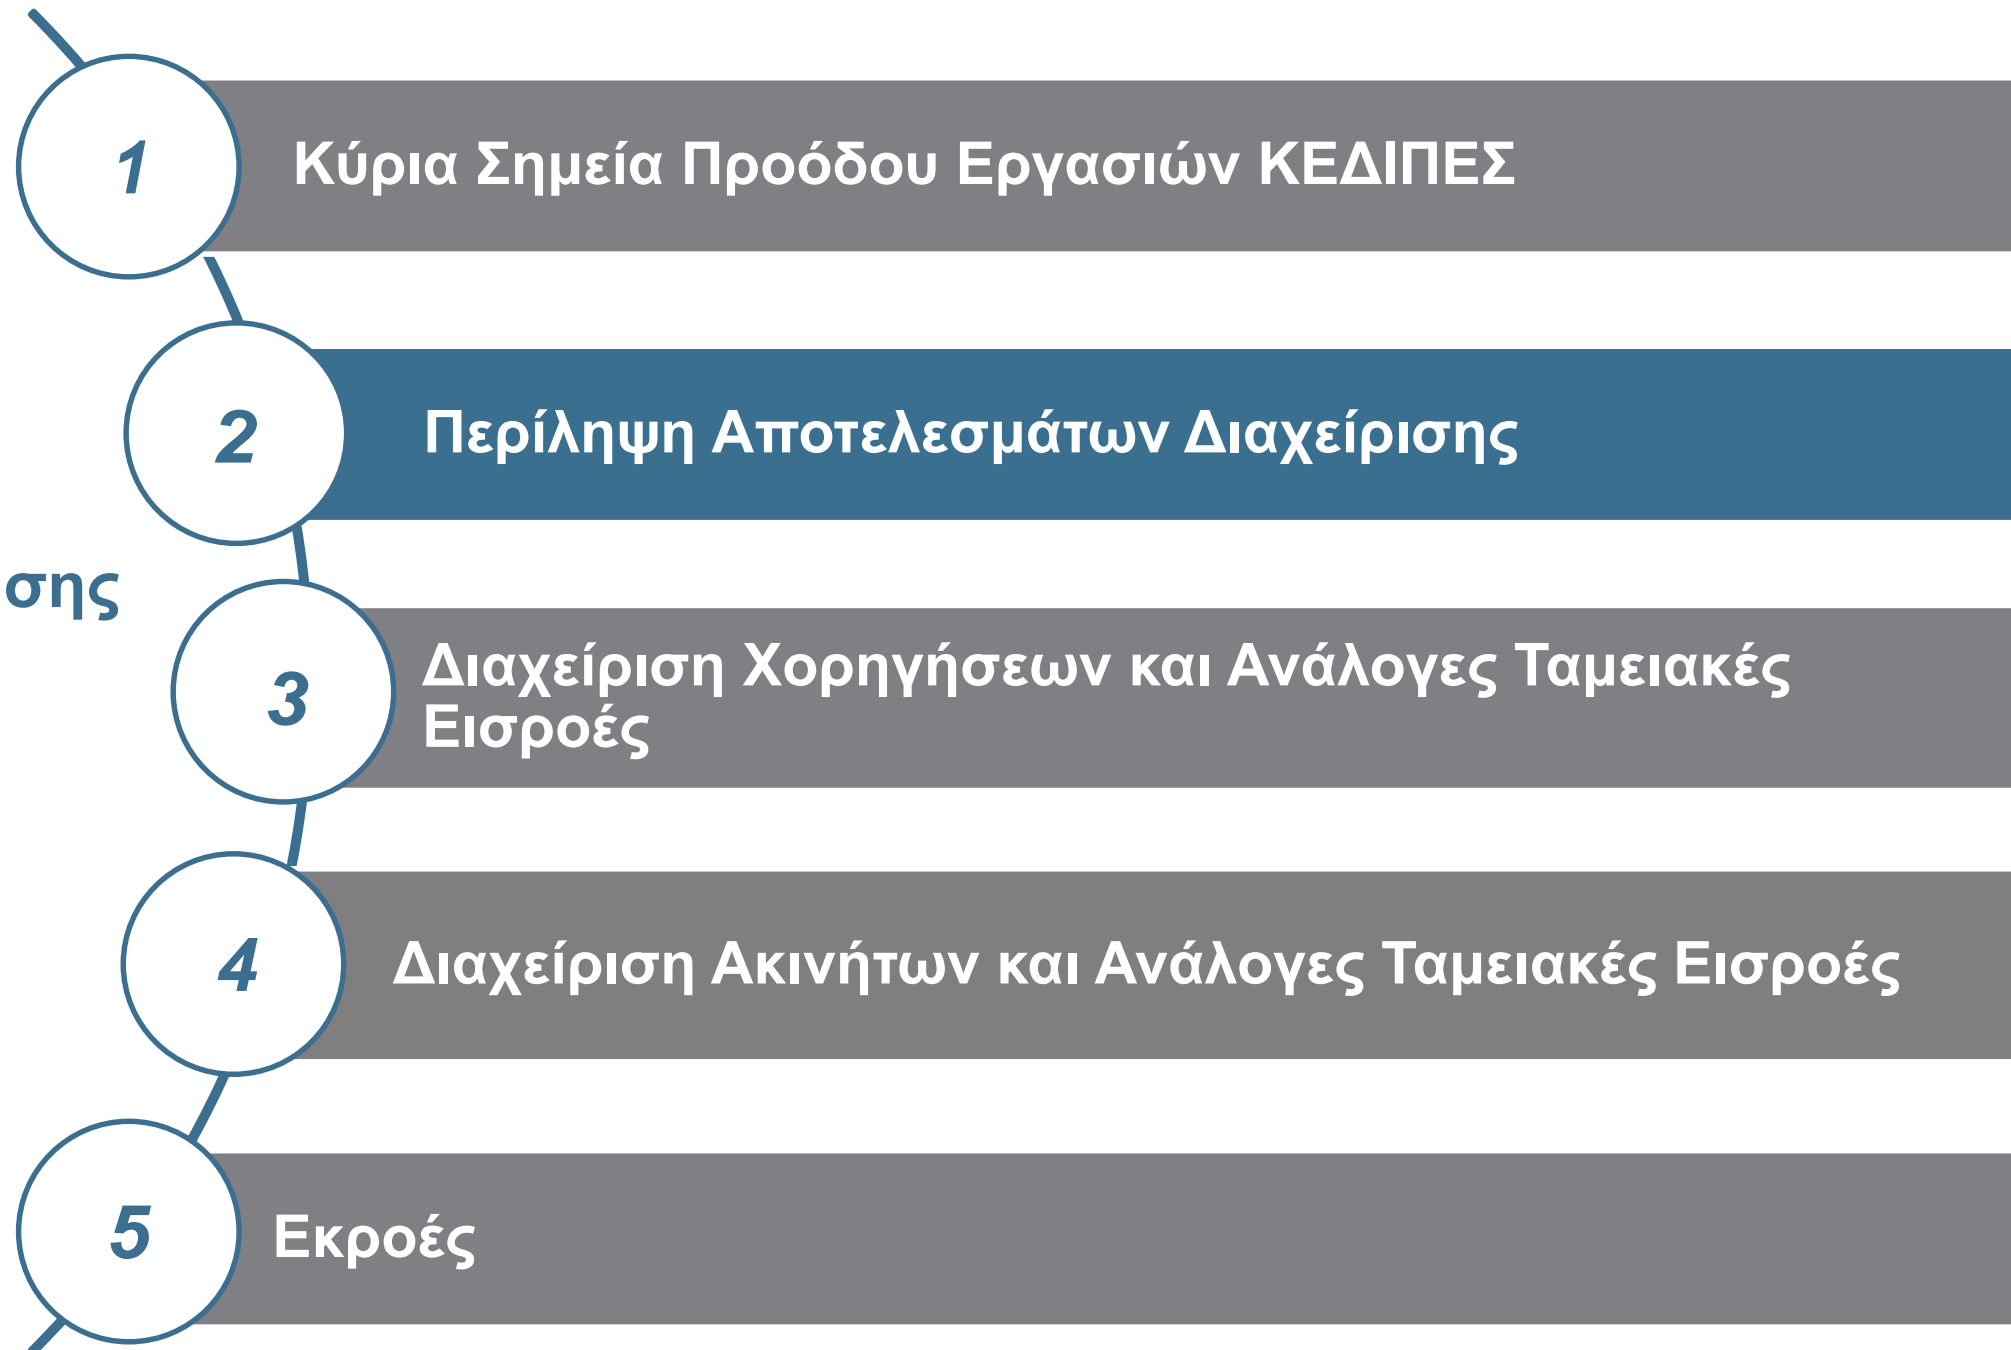 1
Κύρια Σημεία Προόδου Εργασιών ΚΕΔΙΠΕΣ
2
Περίληψη Αποτελεσμάτων Διαχείρισης
σης
3
Διαχείριση Χορηγήσεων και Ανάλογες Ταμειακές
Εισροές
4
Διαχείριση Ακινήτων και Ανάλογες Ταμειακές Εισροές
5
Εκροές